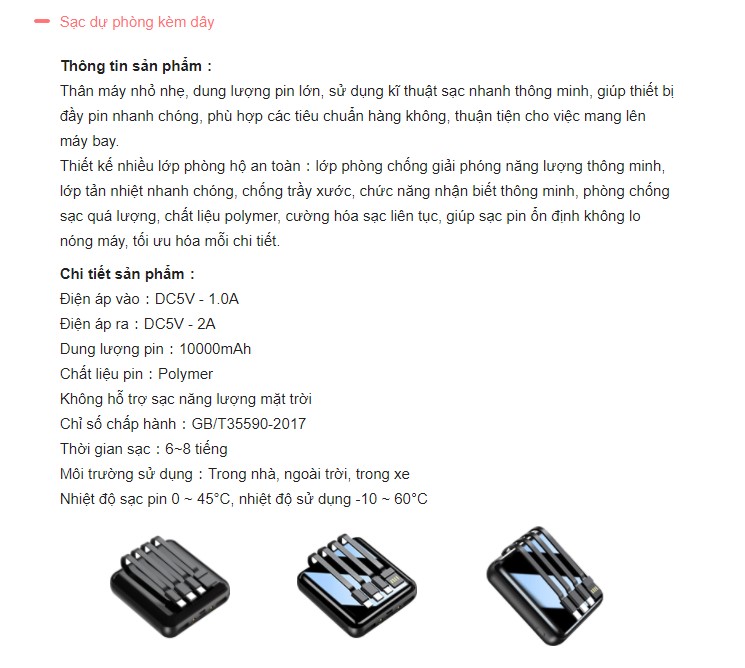 Sạc dự phòng kèm dây
Thông tin sản phẩm :
Thân máy nhỏ nhẹ, dung lượng pin lớn, sử dụng kĩ thuật sạc nhanh thông minh, giúp thiết bị
đầy pin nhanh chóng, phù hợp các tiêu chuẩn hàng không, thuận tiện cho việc mang lên
máy bay.
Thiết kế nhiều lớp phòng hộ an toàn : lớp phòng chống giải phóng năng lượng thông minh,
lớp tản nhiệt nhanh chóng, chống trầy xước, chức năng nhận biết thông minh, phòng chống
sạc quá lượng, chất liệu polymer, cường hóa sạc liên tục, giúp sạc pin ổn định không lo
nóng máy, tối ưu hóa mỗi chi tiết.
Chi tiết sản phẩm :
Điện áp vào : DC5V - 1.0A
Điện áp ra : DC5V - 2A
Dung lượng pin : 10000mAh
Chất liệu pin : Polymer
Không hỗ trợ sạc năng lượng mặt trời
Chỉ số chấp hành : GB/T35590-2017
Thời gian sạc : 6~8 tiếng
Môi trường sử dụng : Trong nhà, ngoài trời, trong xe
Nhiệt độ sạc pin 0 ~ 45°C, nhiệt độ sử dụng -10 ~ 60°C